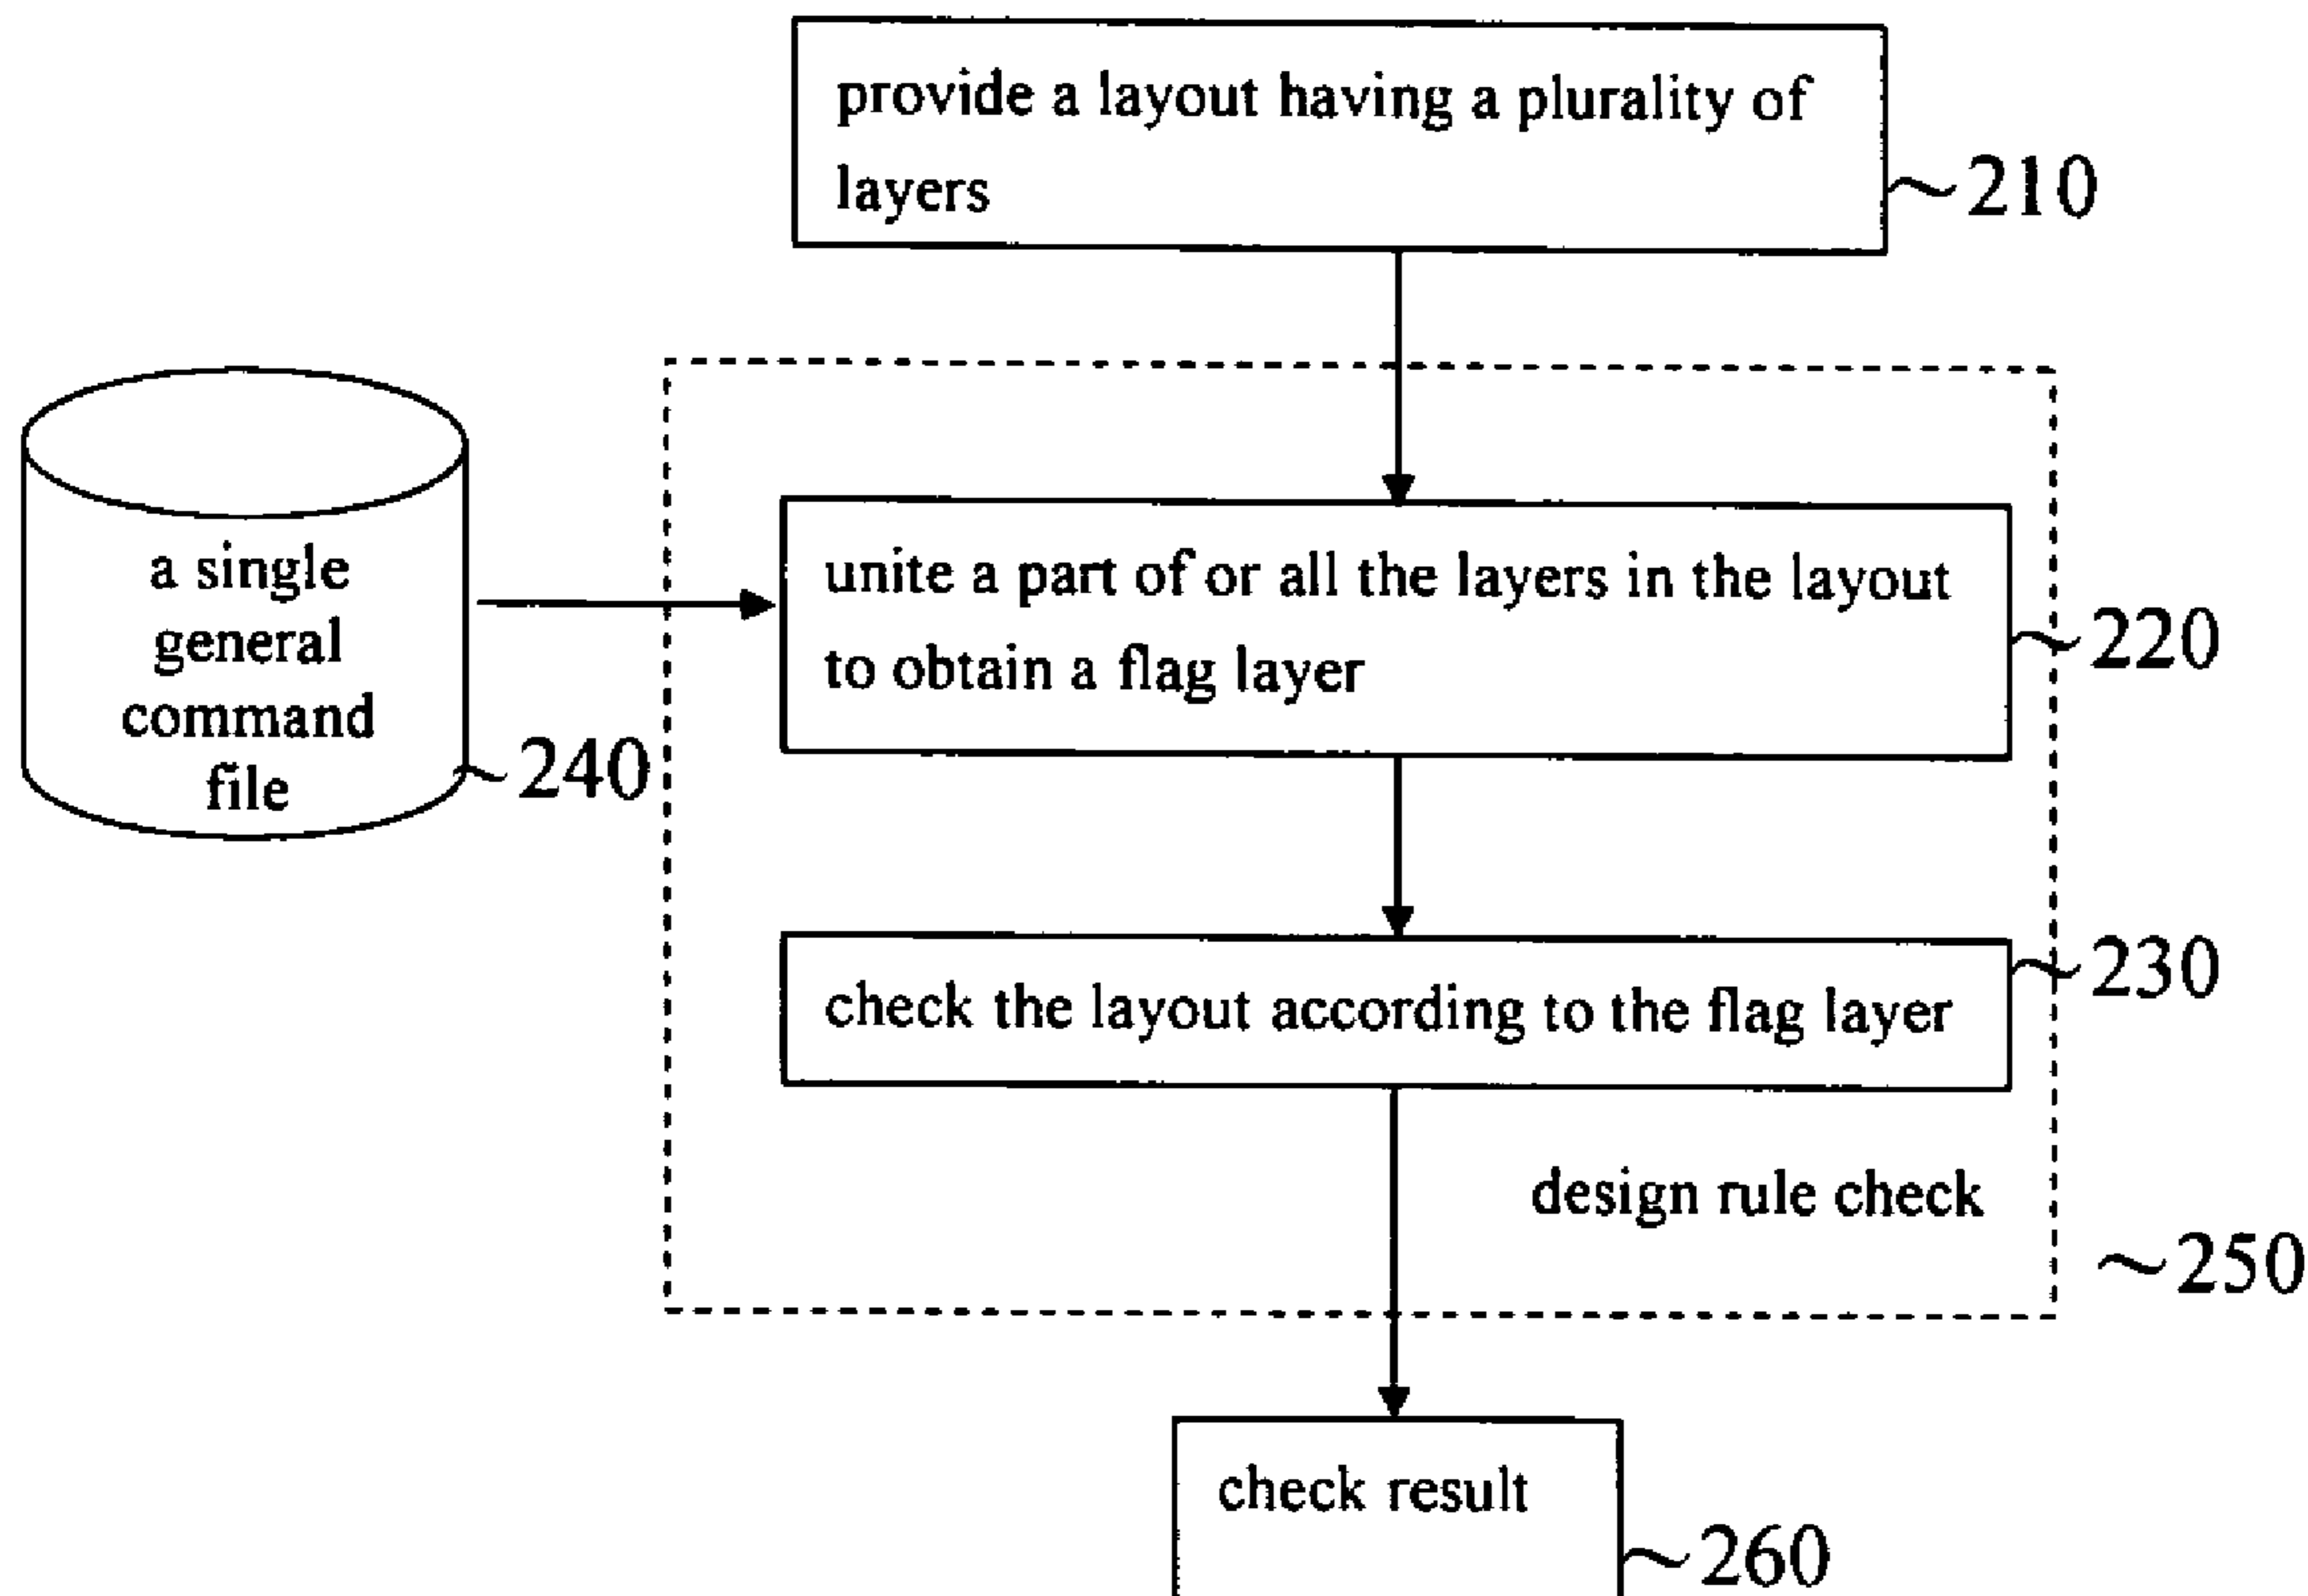 provide a layout having a plurality of
layers
210
a single
general
command
file
240
unite a part of or all the layers in the layout
to obtain a flag layer
220
check the layout according to the flag layer
230
design rule check
250
check result
260